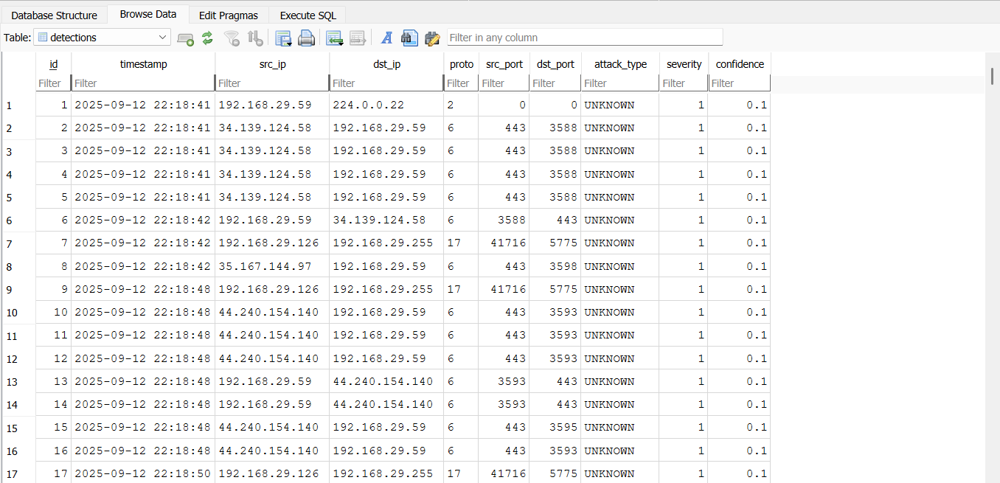 Database Structure Browse Data Edit Pragmas Execute SQL
Table: detections Filter in any column
id timestamp src_ip dst_ip proto src_port dst_port attack_type severity confidence
Filter Filter Filter Filter Filter Filter Filter Filter Filter Filter
1 1 2025-09-12 22:18:41 192.168.29.59 224.0.0.22 2 0 0 UNKNOWN 1 0.1
2 2 2025-09-12 22:18:41 34.139.124.58 192.168.29.59 6 443 3588 UNKNOWN 1 0.1
3 3 2025-09-12 22:18:41 34.139.124.58 192.168.29.59 6 443 3588 UNKNOWN 1 0.1
4 4 2025-09-12 22:18:41 34.139.124.58 192.168.29.59 6 443 3588 UNKNOWN 1 0.1
5 5 2025-09-12 22:18:41 34.139.124.58 192.168.29.59 6 443 3588 UNKNOWN 1 0.1
6 6 2025-09-12 22:18:42 192.168.29.59 34.139.124.58 6 3588 443 UNKNOWN 1 0.1
7 7 2025-09-12 22:18:42 192.168.29.126 192.168.29.255 17 41716 5775 UNKNOWN 1 0.1
8 8 2025-09-12 22:18:42 35.167.144.97 192.168.29.59 6 443 3598 UNKNOWN 1 0.1
9 9 2025-09-12 22:18:48 192.168.29.126 192.168.29.255 17 41716 5775 UNKNOWN 1 0.1
10 10 2025-09-12 22:18:48 44.240.154.140 192.168.29.59 6 443 3593 UNKNOWN 1 0.1
11 11 2025-09-12 22:18:48 44.240.154.140 192.168.29.59 6 443 3593 UNKNOWN 1 0.1
12 12 2025-09-12 22:18:48 44.240.154.140 192.168.29.59 6 443 3593 UNKNOWN 1 0.1
13 13 2025-09-12 22:18:48 192.168.29.59 44.240.154.140 6 3593 443 UNKNOWN 1 0.1
14 14 2025-09-12 22:18:48 192.168.29.59 44.240.154.140 6 3593 443 UNKNOWN 1 0.1
15 15 2025-09-12 22:18:48 44.240.154.140 192.168.29.59 6 443 3595 UNKNOWN 1 0.1
16 16 2025-09-12 22:18:48 44.240.154.140 192.168.29.59 6 443 3593 UNKNOWN 1 0.1
17 17 2025-09-12 22:18:50 192.168.29.126 192.168.29.255 17 41716 5775 UNKNOWN 1 0.1